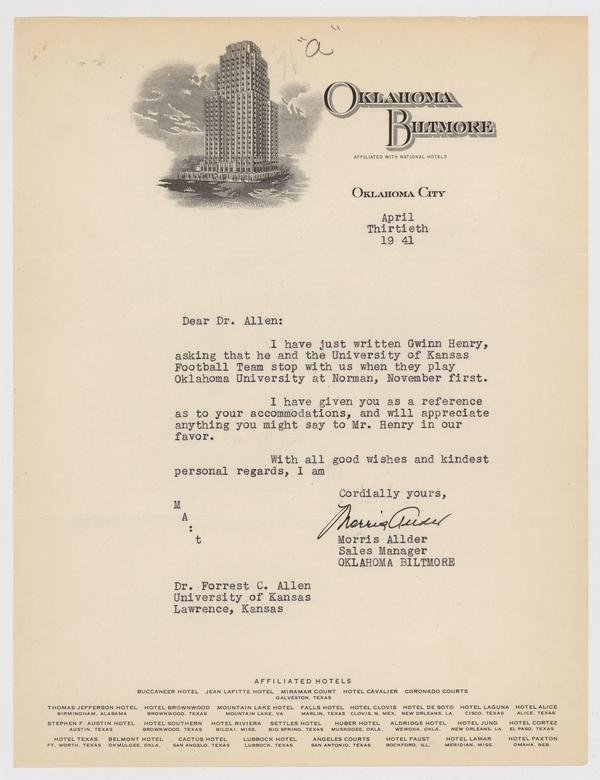 "a"
OKLAHOMA
BILTMORE
AFFILIATED WITH NATIONAL HOTELS
OKLAHOMA CITY
April
Thirtieth
19 41
Dear Dr. Allen:
I have just written Gwinn Henry,
asking that he and the University of Kansas
Football Team stop with us when they play
Oklahoma University at Norman, November first.
I have given you as a reference
as to your accommodations, and will appreciate
anything you might say to Mr. Henry in our
favor.
With all good wishes and kindest
personal regards, I am
Cordially yours,
M
A
:
t
Morris Allder
Morris Allder
Sales Manager
OKLAHOMA BILTMORE
Dr. Forrest C. Allen
University of Kansas
Lawrence, Kansas
AFFILIATED HOTELS
BUCCANEER HOTEL JEAN LAFITTE HOTEL MIRAMAR COURT HOTEL CAVALIER CORONADO COURTS
GALVESTON, TEXAS
THOMAS JEFFERSON HOTEL HOTEL BROWNWOOD MOUNTAIN LAKE HOTEL FALLS HOTEL HOTEL CLOVIS HOTEL DE SOTO HOTEL LAGUNA HOTEL ALICE
BIRMINGHAM, ALABAMA BROWNWOOD, TEXAS MOUNTAIN LAKE, VA. MARLIN, TEXAS CLOVIS, N. MEX. NEW ORLEANS, LA. CISCO, TEXAS ALICE, TEXAS
STEPHEN F. AUSTIN HOTEL HOTEL SOUTHERN HOTEL RIVIERA SETTLES HOTEL HUBER HOTEL ALDRIDGE HOTEL HOTEL JUNG HOTEL CORTEZ
AUSTIN, TEXAS BROWNWOOD, TEXAS BILOXI, MISS. BIG SPRING, TEXAS MUSKOGEE, OKLA. WEWOKA, OKLA. NEW ORLEANS, LA. EL PASO, TEXAS
HOTEL TEXAS BELMONT HOTEL CACTUS HOTEL LUBBOCK HOTEL ANGELES COURTS HOTEL FAUST HOTEL LAMAR HOTEL PAXTON
FT. WORTH, TEXAS OKMULGEE, OKLA. SAN ANGELO, TEXAS LUBBOCK, TEXAS SAN ANTONIO, TEXAS ROCKFORD, ILL. MERIDIAN, MISS. OMAHA, NEB.